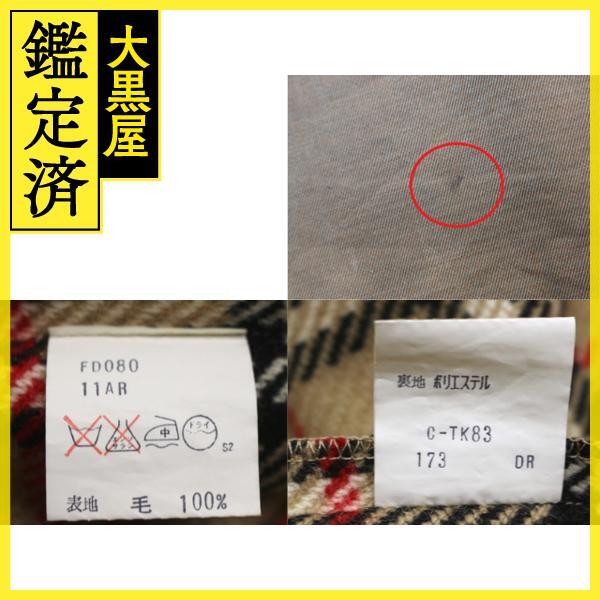 鑑定済
大黒屋
FD080
11AR
中
ドライ
S2
表地 毛 100%
裏地 ポリエステル
C-TK83
173 DR